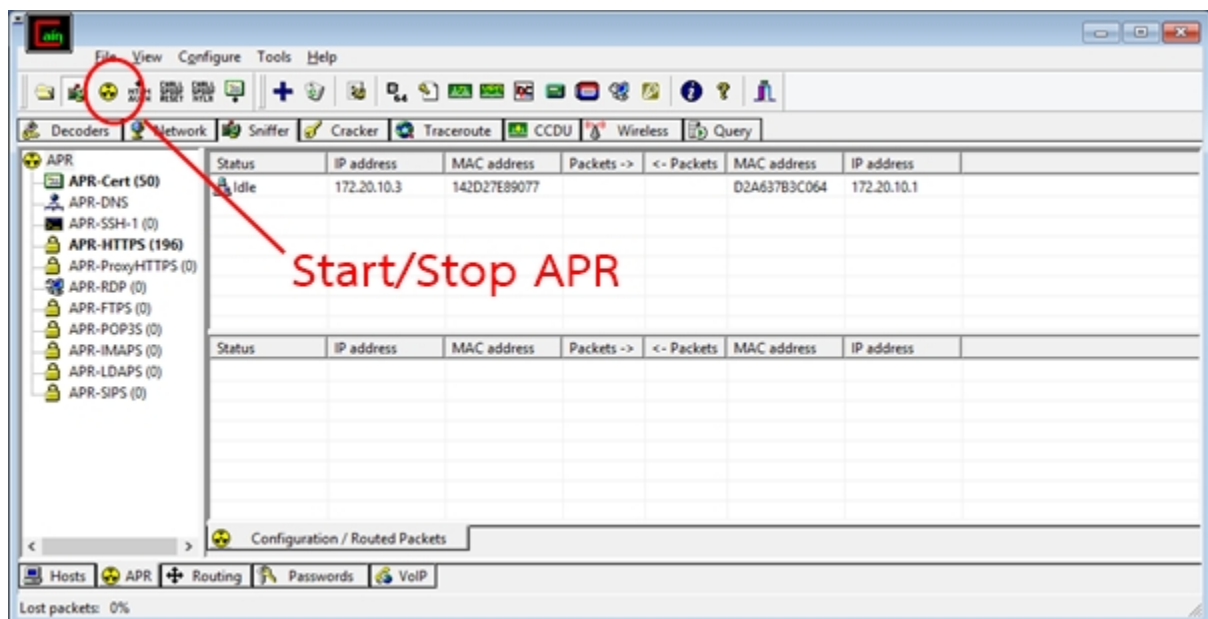 Cain
File View Configure Tools Help
Decoders Network Sniffer Cracker Traceroute CCDU Wireless Query
APR
APR-Cert (50)
APR-DNS
APR-SSH-1 (0)
APR-HTTPS (196)
APR-ProxyHTTPS (0)
APR-RDP (0)
APR-FTPS (0)
APR-POP3S (0)
APR-IMAPS (0)
APR-LDAPS (0)
APR-SIPS (0)
Status IP address MAC address Packets -> <- Packets MAC address IP address
Idle 172.20.10.3 142D27E89077 D2A637B3C064 172.20.10.1
Start/Stop APR
Status IP address MAC address Packets -> <- Packets MAC address IP address
Configuration / Routed Packets
Hosts APR Routing Passwords VoIP
Lost packets: 0%